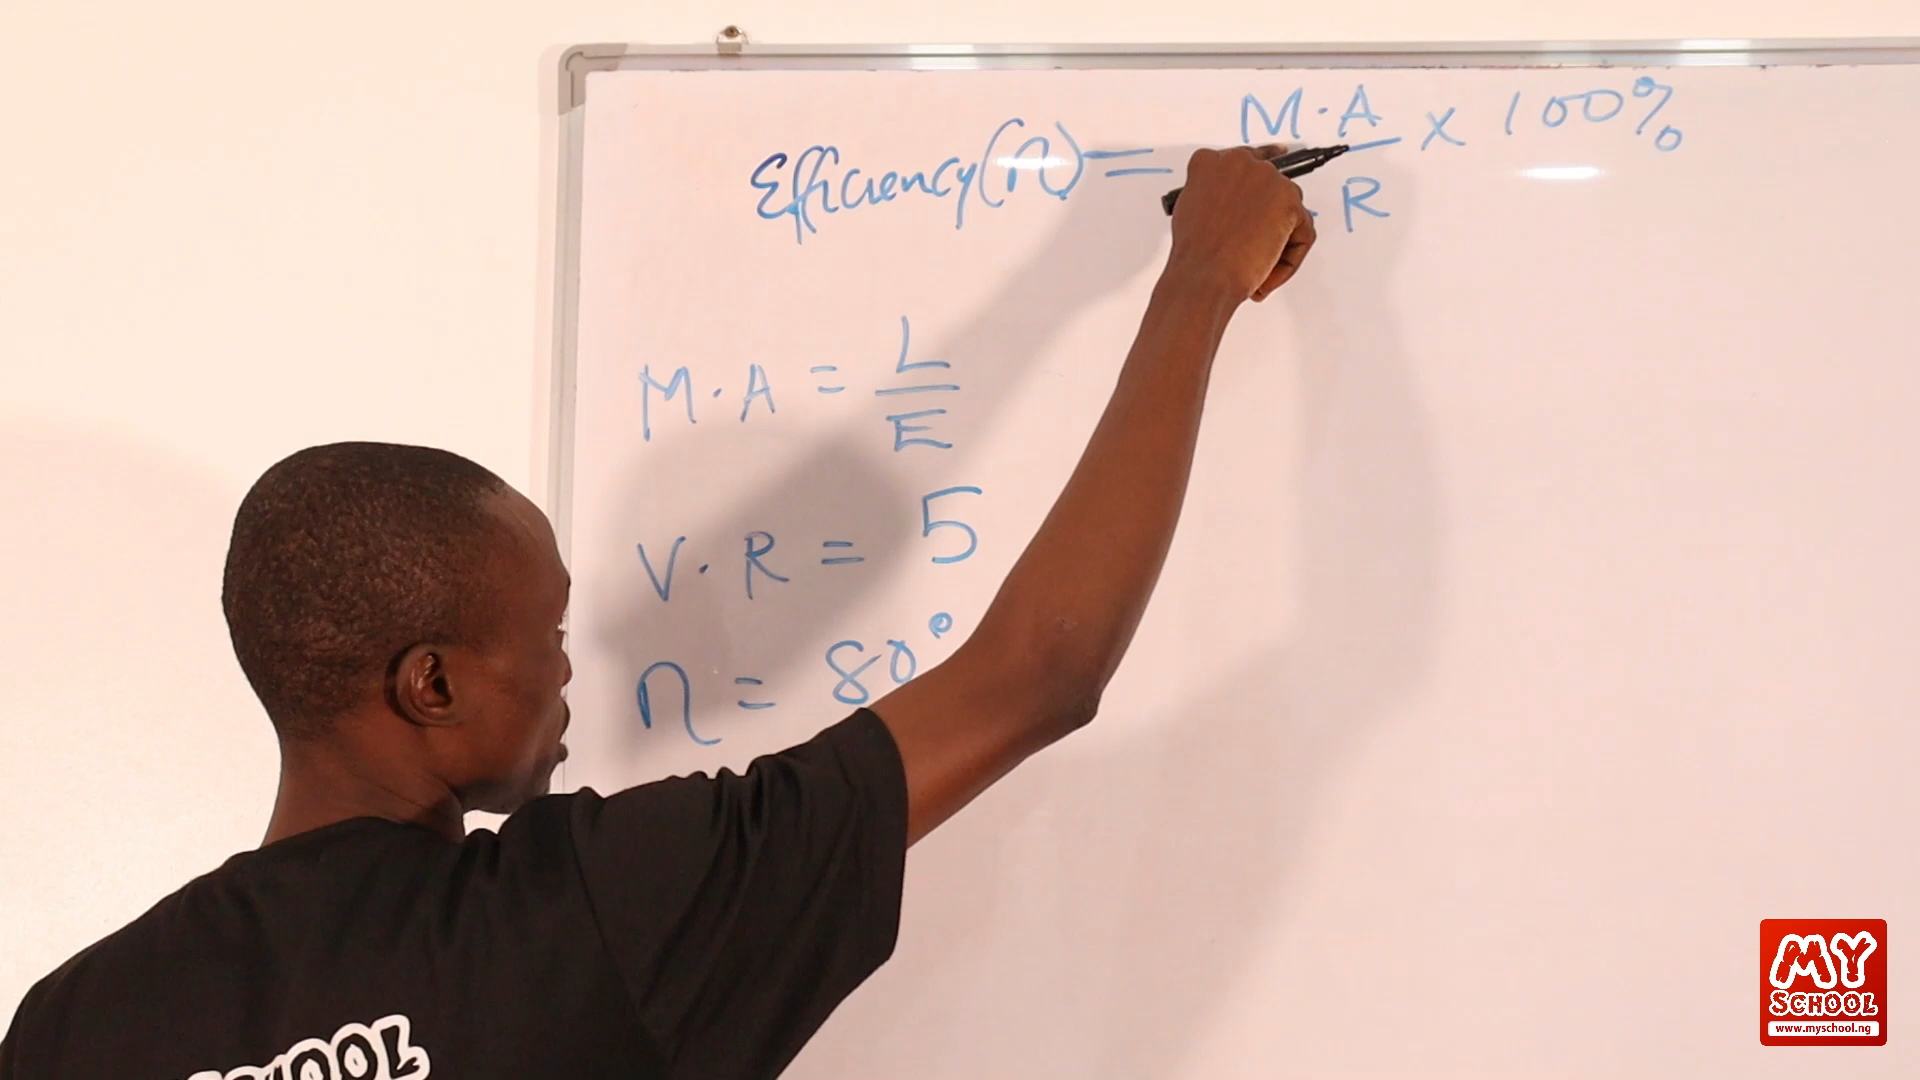 Efficiency(η) = M.A x 100%
R
M.A = L
E
V.R = 5
η = 80
MY
SCHOOL
www.myschool.ng